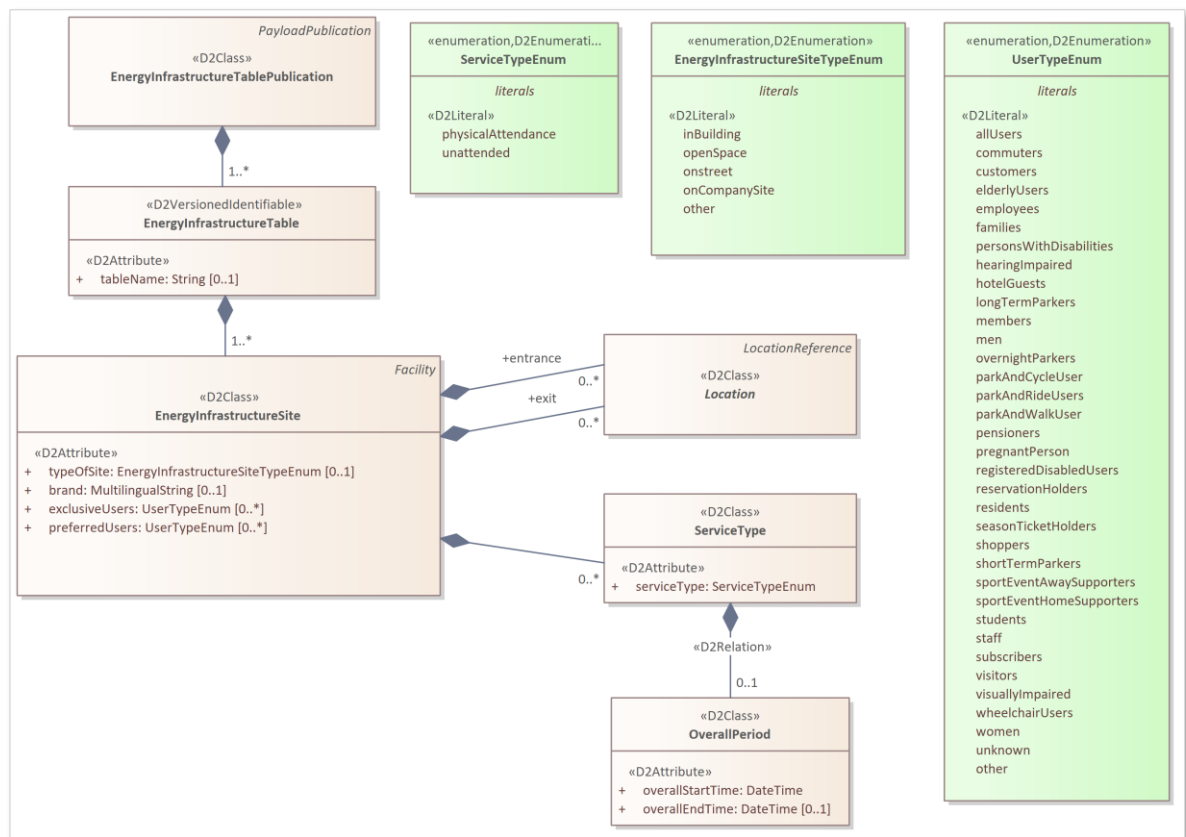 PayloadPublication
«D2Class»
EnergyInfrastructureTablePublication
1..*
«D2VersionedIdentifiable»
EnergyInfrastructureTable
«D2Attribute»
+ tableName: String [0..1]
1..*
Facility
«D2Class»
EnergyInfrastructureSite
«D2Attribute»
+ typeOfSite: EnergyInfrastructureSiteTypeEnum [0..1]
+ brand: MultilingualString [0..1]
+ exclusiveUsers: UserTypeEnum [0..*]
+ preferredUsers: UserTypeEnum [0..*]
«enumeration,D2Enumerati...
ServiceTypeEnum
literals
«D2Literal»
physicalAttendance
unattended
«enumeration,D2Enumeration»
EnergyInfrastructureSiteTypeEnum
literals
«D2Literal»
inBuilding
openSpace
onstreet
onCompanySite
other
+entrance
0..*
+exit
0..*
LocationReference
«D2Class»
Location
0..*
«D2Class»
ServiceType
«D2Attribute»
+ serviceType: ServiceTypeEnum
«D2Relation»
0..1
«D2Class»
OverallPeriod
«D2Attribute»
+ overallStartTime: DateTime
+ overallEndTime: DateTime [0..1]
«enumeration,D2Enumeration»
UserTypeEnum
literals
«D2Literal»
allUsers
commuters
customers
elderlyUsers
employees
families
personsWithDisabilities
hearingImpaired
hotelGuests
longTermParkers
members
men
overnightParkers
parkAndCycleUser
parkAndRideUsers
parkAndWalkUser
pensioners
pregnantPerson
registeredDisabledUsers
reservationHolders
residents
seasonTicketHolders
shoppers
shortTermParkers
sportEventAwaySupporters
sportEventHomeSupporters
students
staff
subscribers
visitors
visuallyImpaired
wheelchairUsers
women
unknown
other